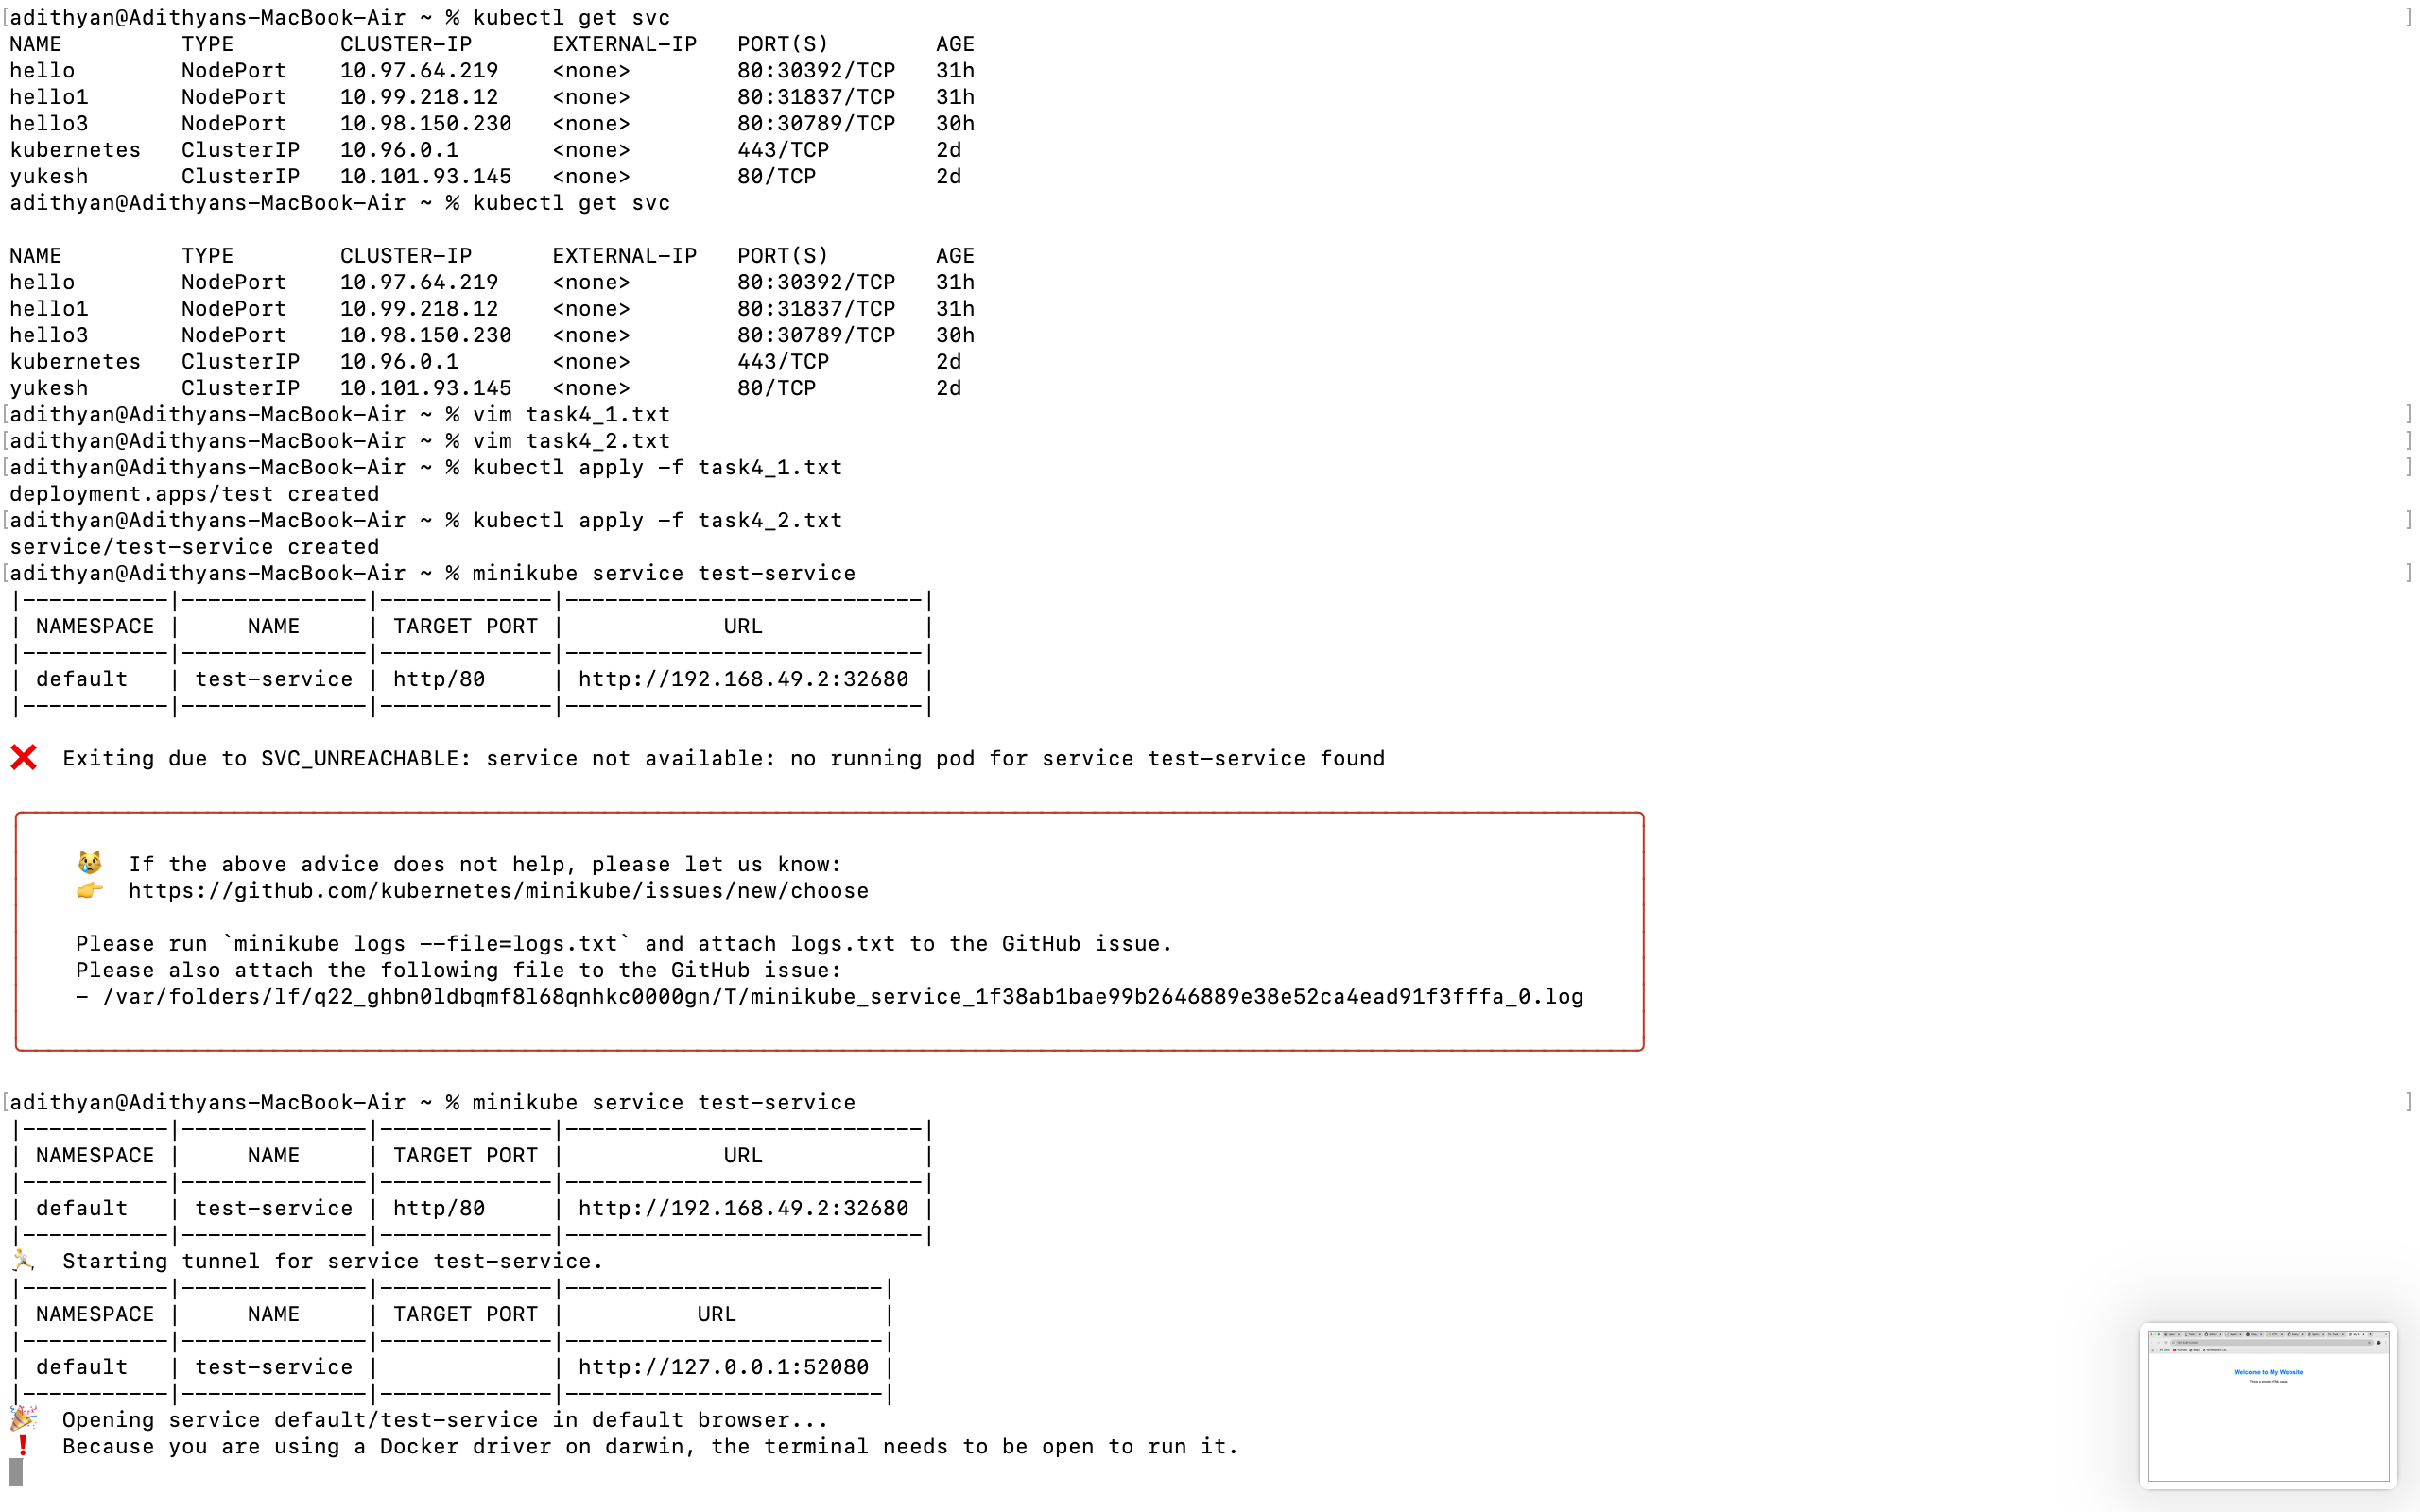 [adithyan@Adithyans-MacBook-Air ~ % kubectl get svc ]
NAME         TYPE        CLUSTER-IP      EXTERNAL-IP   PORT(S)        AGE
hello        NodePort    10.97.64.219    <none>        80:30392/TCP   31h
hello1       NodePort    10.99.218.12    <none>        80:31837/TCP   31h
hello3       NodePort    10.98.150.230   <none>        80:30789/TCP   30h
kubernetes   ClusterIP   10.96.0.1       <none>        443/TCP        2d
yukesh       ClusterIP   10.101.93.145   <none>        80/TCP         2d
adithyan@Adithyans-MacBook-Air ~ % kubectl get svc
NAME         TYPE        CLUSTER-IP      EXTERNAL-IP   PORT(S)        AGE
hello        NodePort    10.97.64.219    <none>        80:30392/TCP   31h
hello1       NodePort    10.99.218.12    <none>        80:31837/TCP   31h
hello3       NodePort    10.98.150.230   <none>        80:30789/TCP   30h
kubernetes   ClusterIP   10.96.0.1       <none>        443/TCP        2d
yukesh       ClusterIP   10.101.93.145   <none>        80/TCP         2d
[adithyan@Adithyans-MacBook-Air ~ % vim task4_1.txt ]
[adithyan@Adithyans-MacBook-Air ~ % vim task4_2.txt ]
[adithyan@Adithyans-MacBook-Air ~ % kubectl apply -f task4_1.txt ]
deployment.apps/test created
[adithyan@Adithyans-MacBook-Air ~ % kubectl apply -f task4_2.txt ]
service/test-service created
[adithyan@Adithyans-MacBook-Air ~ % minikube service test-service ]
|-----------|--------------|-------------|---------------------------|
| NAMESPACE |     NAME     | TARGET PORT |            URL            |
|-----------|--------------|-------------|---------------------------|
| default   | test-service | http/80     | http://192.168.49.2:32680 |
|-----------|--------------|-------------|---------------------------|
❌  Exiting due to SVC_UNREACHABLE: service not available: no running pod for service test-service found
😿  If the above advice does not help, please let us know:
👉  https://github.com/kubernetes/minikube/issues/new/choose
Please run `minikube logs --file=logs.txt` and attach logs.txt to the GitHub issue.
Please also attach the following file to the GitHub issue:
- /var/folders/lf/q22_ghbn0ldbqmf8l68qnhkc0000gn/T/minikube_service_1f38ab1bae99b2646889e38e52ca4ead91f3fffa_0.log
[adithyan@Adithyans-MacBook-Air ~ % minikube service test-service ]
|-----------|--------------|-------------|---------------------------|
| NAMESPACE |     NAME     | TARGET PORT |            URL            |
|-----------|--------------|-------------|---------------------------|
| default   | test-service | http/80     | http://192.168.49.2:32680 |
|-----------|--------------|-------------|---------------------------|
🏃  Starting tunnel for service test-service.
|-----------|--------------|-------------|------------------------|
| NAMESPACE |     NAME     | TARGET PORT |          URL           |
|-----------|--------------|-------------|------------------------|
| default   | test-service |             | http://127.0.0.1:52080 |
|-----------|--------------|-------------|------------------------|
🎉  Opening service default/test-service in default browser...
❗  Because you are using a Docker driver on darwin, the terminal needs to be open to run it.
Welcome to My Website
This is a simple HTML page.